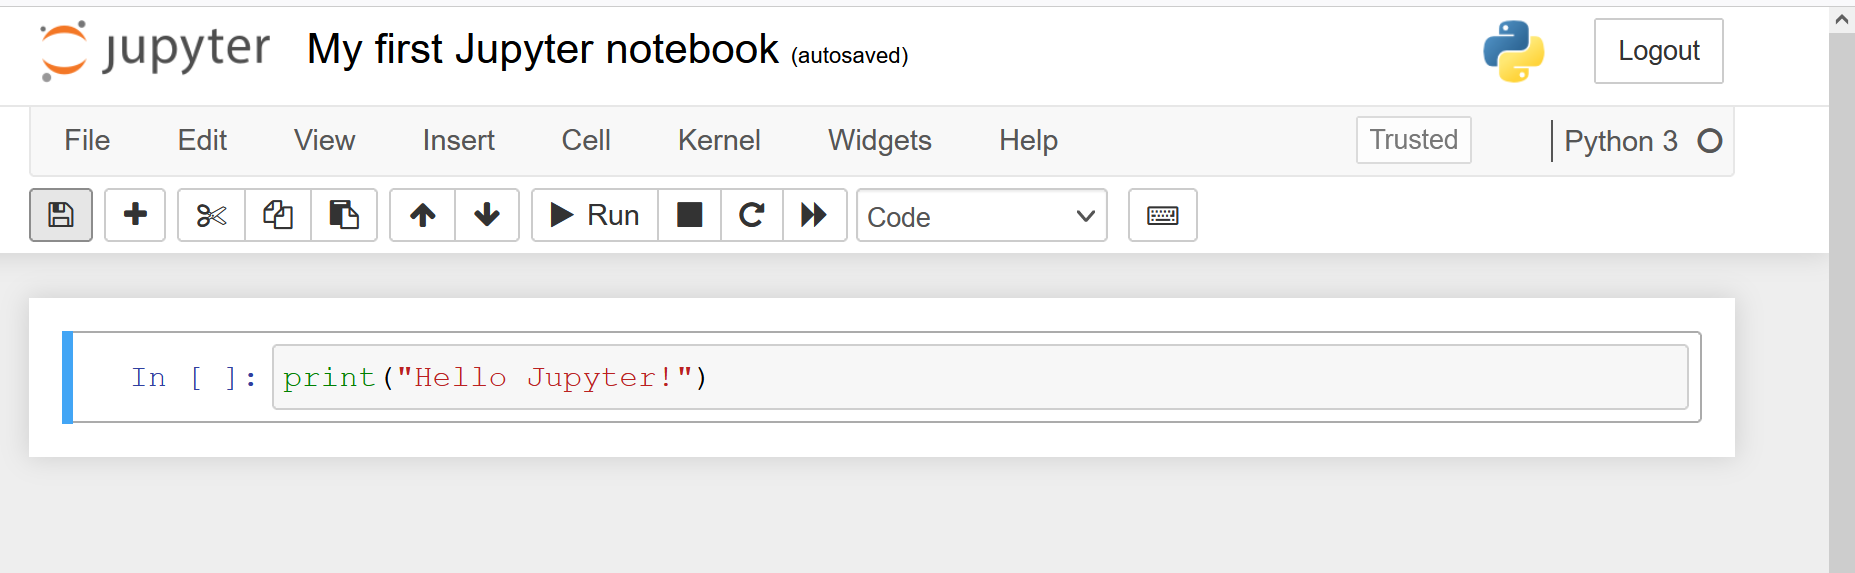 jupyter My first Jupyter notebook (autosaved) Logout
File Edit View Insert Cell Kernel Widgets Help Trusted Python 3
Run Code
In [ ]: print("Hello Jupyter!")